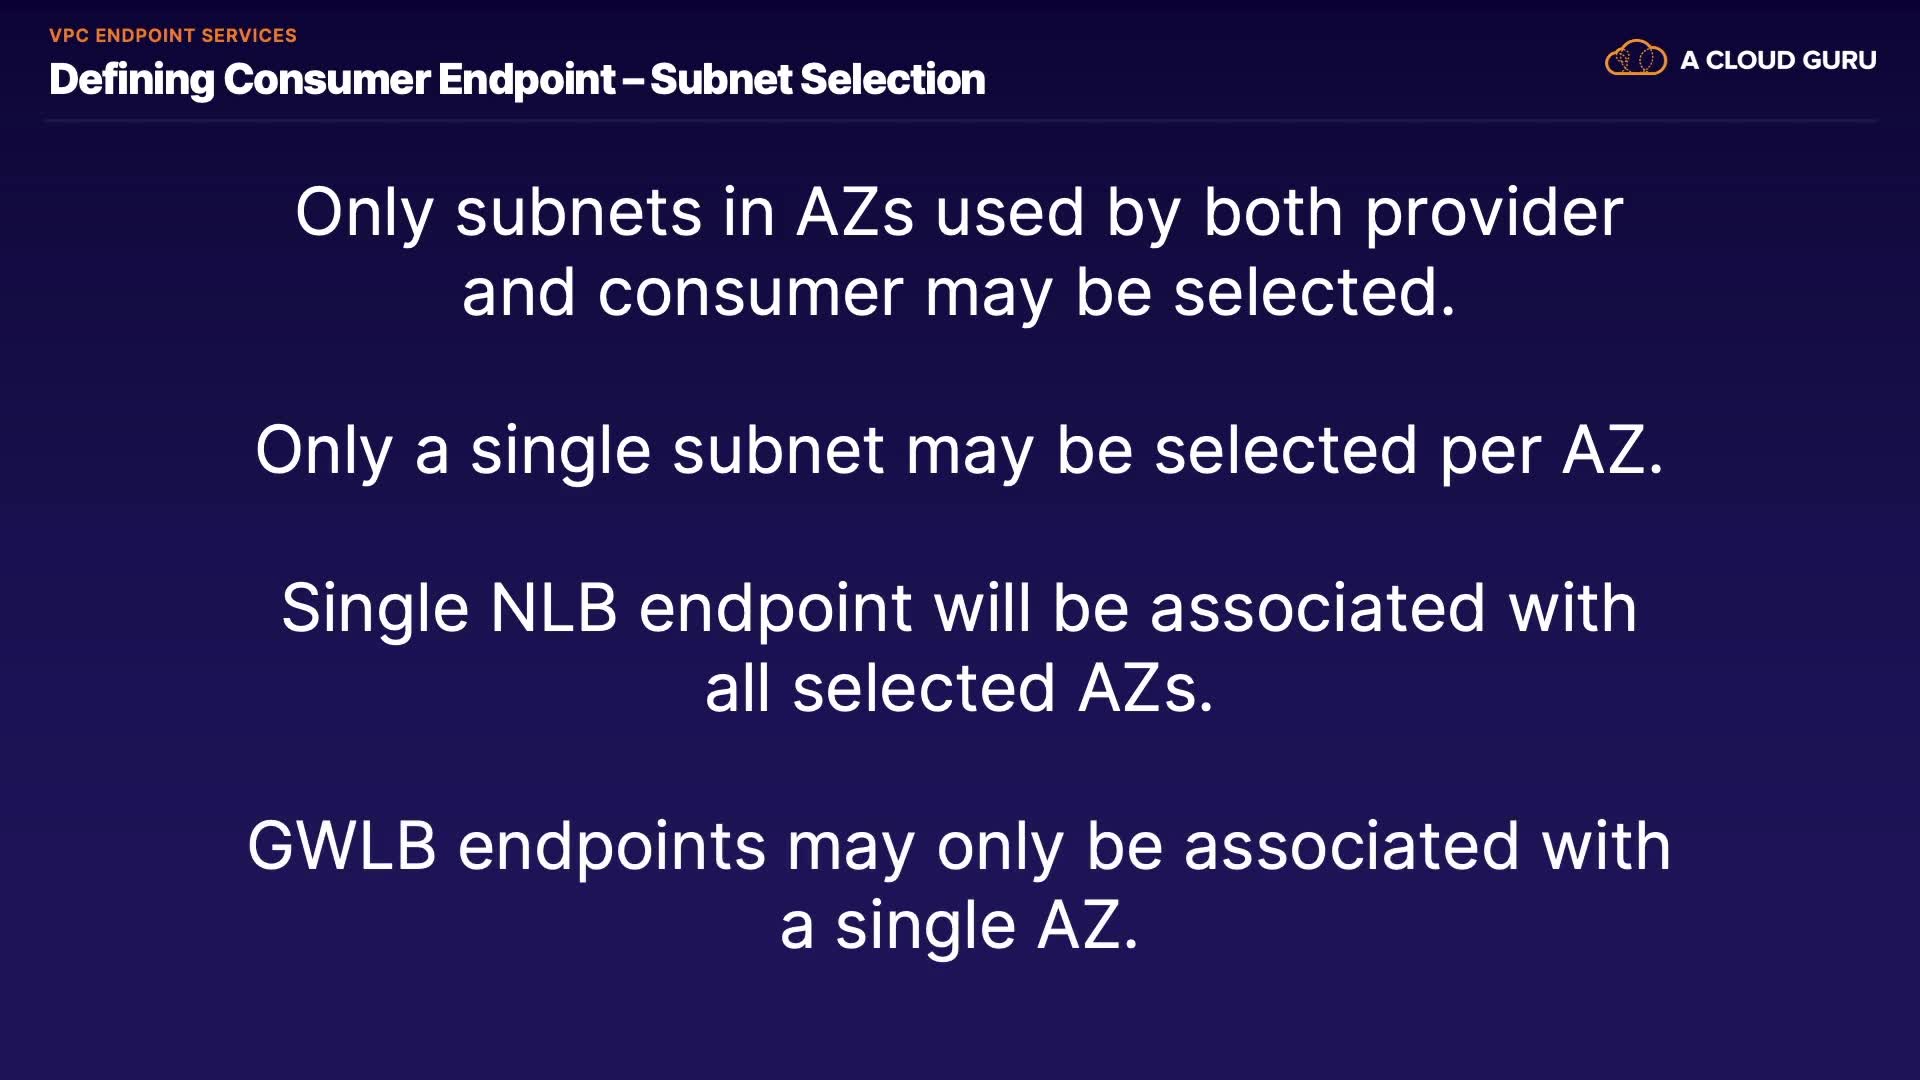 VPC ENDPOINT SERVICES
Defining Consumer Endpoint – Subnet Selection
A CLOUD GURU
Only subnets in AZs used by both provider
and consumer may be selected.
Only a single subnet may be selected per AZ.
Single NLB endpoint will be associated with
all selected AZs.
GWLB endpoints may only be associated with
a single AZ.